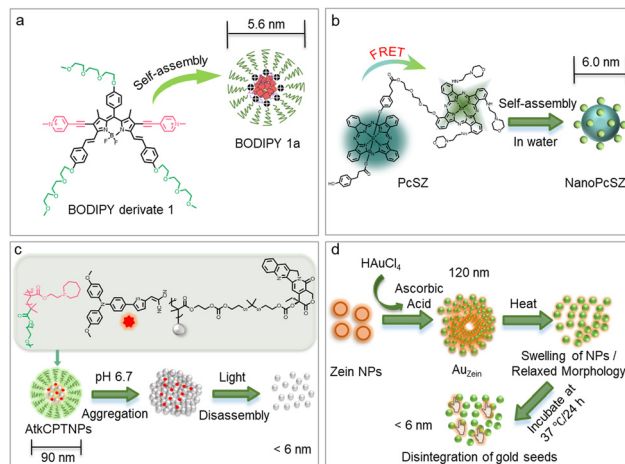 a
5.6 nm
Self-assembly
BODIPY 1a
BODIPY derivate 1
b
FRET
6.0 nm
Self-assembly
In water
PcSZ
NanoPcSZ
c
pH 6.7
Aggregation
Light
Disassembly
AtkCPTNPs
90 nm
< 6 nm
d
HAuCl₄
Ascorbic
Acid
120 nm
Heat
Zein NPs
Au_Zein
Swelling of NPs /
Relaxed Morphology
Incubate at
37 °C/24 h
< 6 nm
Disintegration of gold seeds